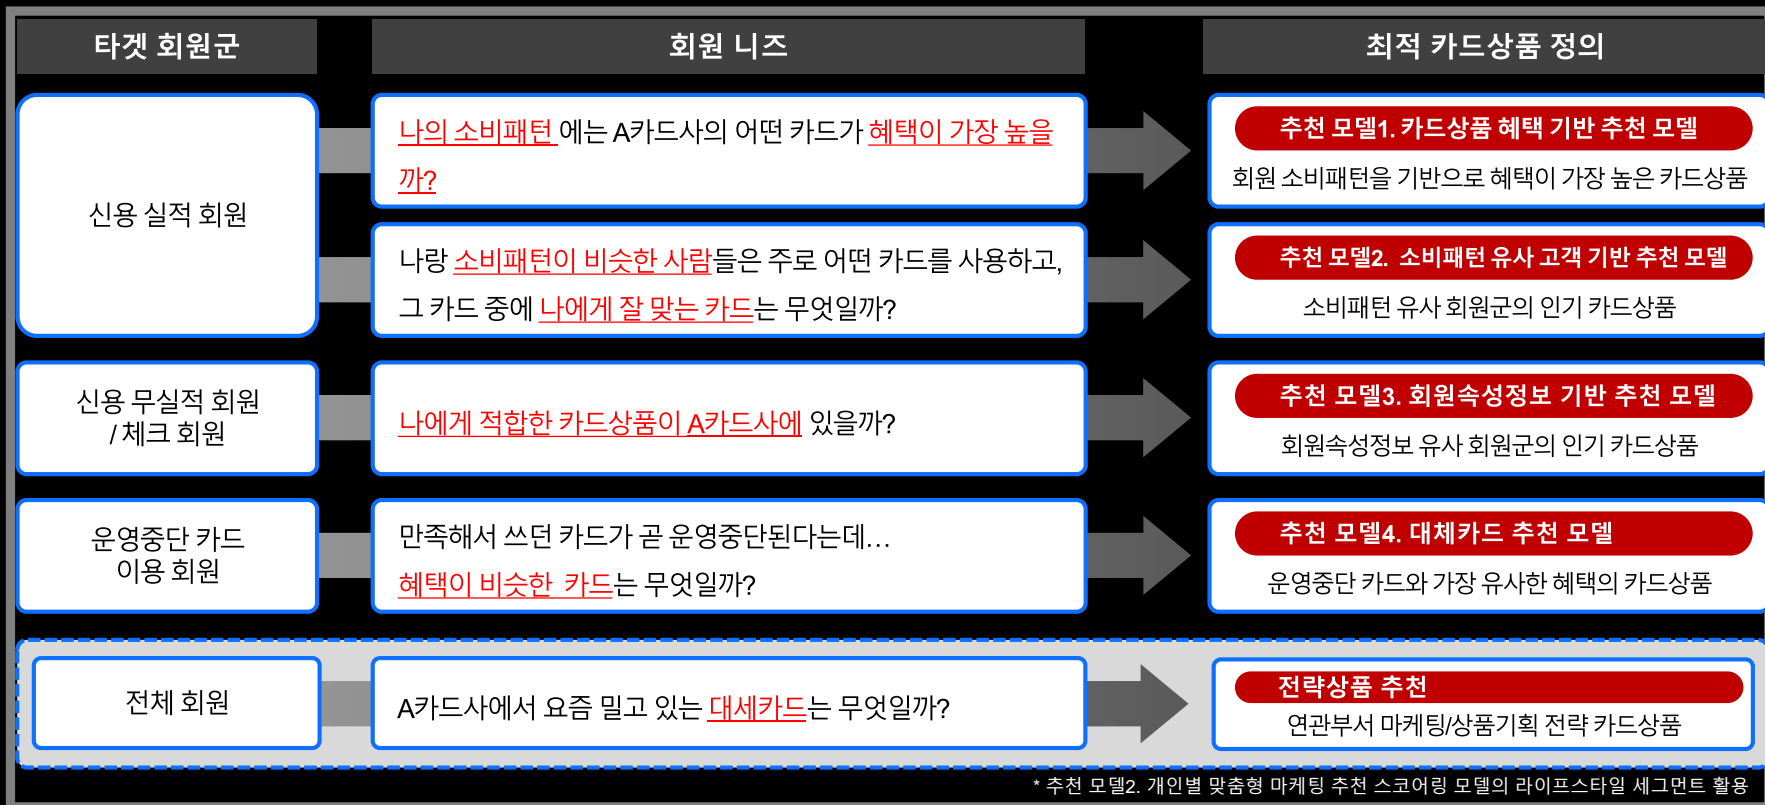 타겟 회원군
회원 니즈
최적 카드상품 정의
신용 실적 회원
나의 소비패턴 에는 A카드사의 어떤 카드가 혜택이 가장 높을
까?
추천 모델1. 카드상품 혜택 기반 추천 모델
회원 소비패턴을 기반으로 혜택이 가장 높은 카드상품
나랑 소비패턴이 비슷한 사람들은 주로 어떤 카드를 사용하고,
그 카드 중에 나에게 잘 맞는 카드는 무엇일까?
추천 모델2. 소비패턴 유사 고객 기반 추천 모델
소비패턴 유사 회원군의 인기 카드상품
신용 무실적 회원
/ 체크 회원
나에게 적합한 카드상품이 A카드사에 있을까?
추천 모델3. 회원속성정보 기반 추천 모델
회원속성정보 유사 회원군의 인기 카드상품
운영중단 카드
이용 회원
만족해서 쓰던 카드가 곧 운영중단된다는데...
혜택이 비슷한 카드는 무엇일까?
추천 모델4. 대체카드 추천 모델
운영중단 카드와 가장 유사한 혜택의 카드상품
전체 회원
A카드사에서 요즘 밀고 있는 대세카드는 무엇일까?
전략상품 추천
연관부서 마케팅/상품기획 전략 카드상품
* 추천 모델2. 개인별 맞춤형 마케팅 추천 스코어링 모델의 라이프스타일 세그먼트 활용